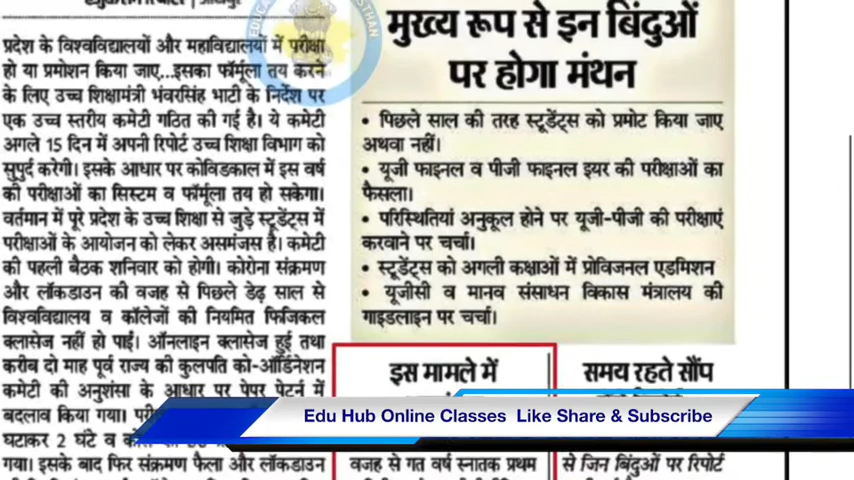 प्रदेश के विश्वविद्यालयों और महाविद्यालयों में परीक्षा
हो या प्रमोशन किया जाए...इसका फॉर्मूला तय करने
के लिए उच्च शिक्षामंत्री भंवरसिंह भाटी के निर्देश पर
एक उच्च स्तरीय कमेटी गठित की गई है। ये कमेटी
अगले 15 दिन में अपनी रिपोर्ट उच्च शिक्षा विभाग को
सुपुर्द करेगी। इसके आधार पर कोविडकाल में इस वर्ष
की परीक्षाओं का सिस्टम व फॉर्मूला तय हो सकेगा।
वर्तमान में पूरे प्रदेश के उच्च शिक्षा से जुड़े स्टूडेंट्स में
परीक्षाओं के आयोजन को लेकर असमंजस है। कमेटी
की पहली बैठक शनिवार को होगी। कोरोना संक्रमण
और लॉकडाउन की वजह से पिछले डेढ़ साल से
विश्वविद्यालय व कॉलेजों की नियमित फिजिकल
क्लासेज नहीं हो पाईं। ऑनलाइन क्लासेज हुई तथा
करीब दो माह पूर्व राज्य की कुलपति को-ऑर्डिनेशन
कमेटी की अनुशंसा के आधार पर पेपर पैटर्न में
बदलाव किया गया।
घटाकर 2 घंटे व
गया। इसके बाद फिर संक्रमण फैला और लॉकडाउन
मुख्य रूप से इन बिंदुओं
पर होगा मंथन
• पिछले साल की तरह स्टूडेंट्स को प्रमोट किया जाए
अथवा नहीं।
• यूजी फाइनल व पीजी फाइनल इयर की परीक्षाओं का
फैसला।
• परिस्थितियां अनुकूल होने पर यूजी-पीजी की परीक्षाएं
करवाने पर चर्चा।
• स्टूडेंट्स को अगली कक्षाओं में प्रोविजनल एडमिशन
• यूजीसी व मानव संसाधन विकास मंत्रालय की
गाइडलाइन पर चर्चा।
इस मामले में
वजह से गत वर्ष स्नातक प्रथम
समय रहते सौंप
से जिन बिंदुओं पर रिपोर्ट
Edu Hub Online Classes Like Share & Subscribe